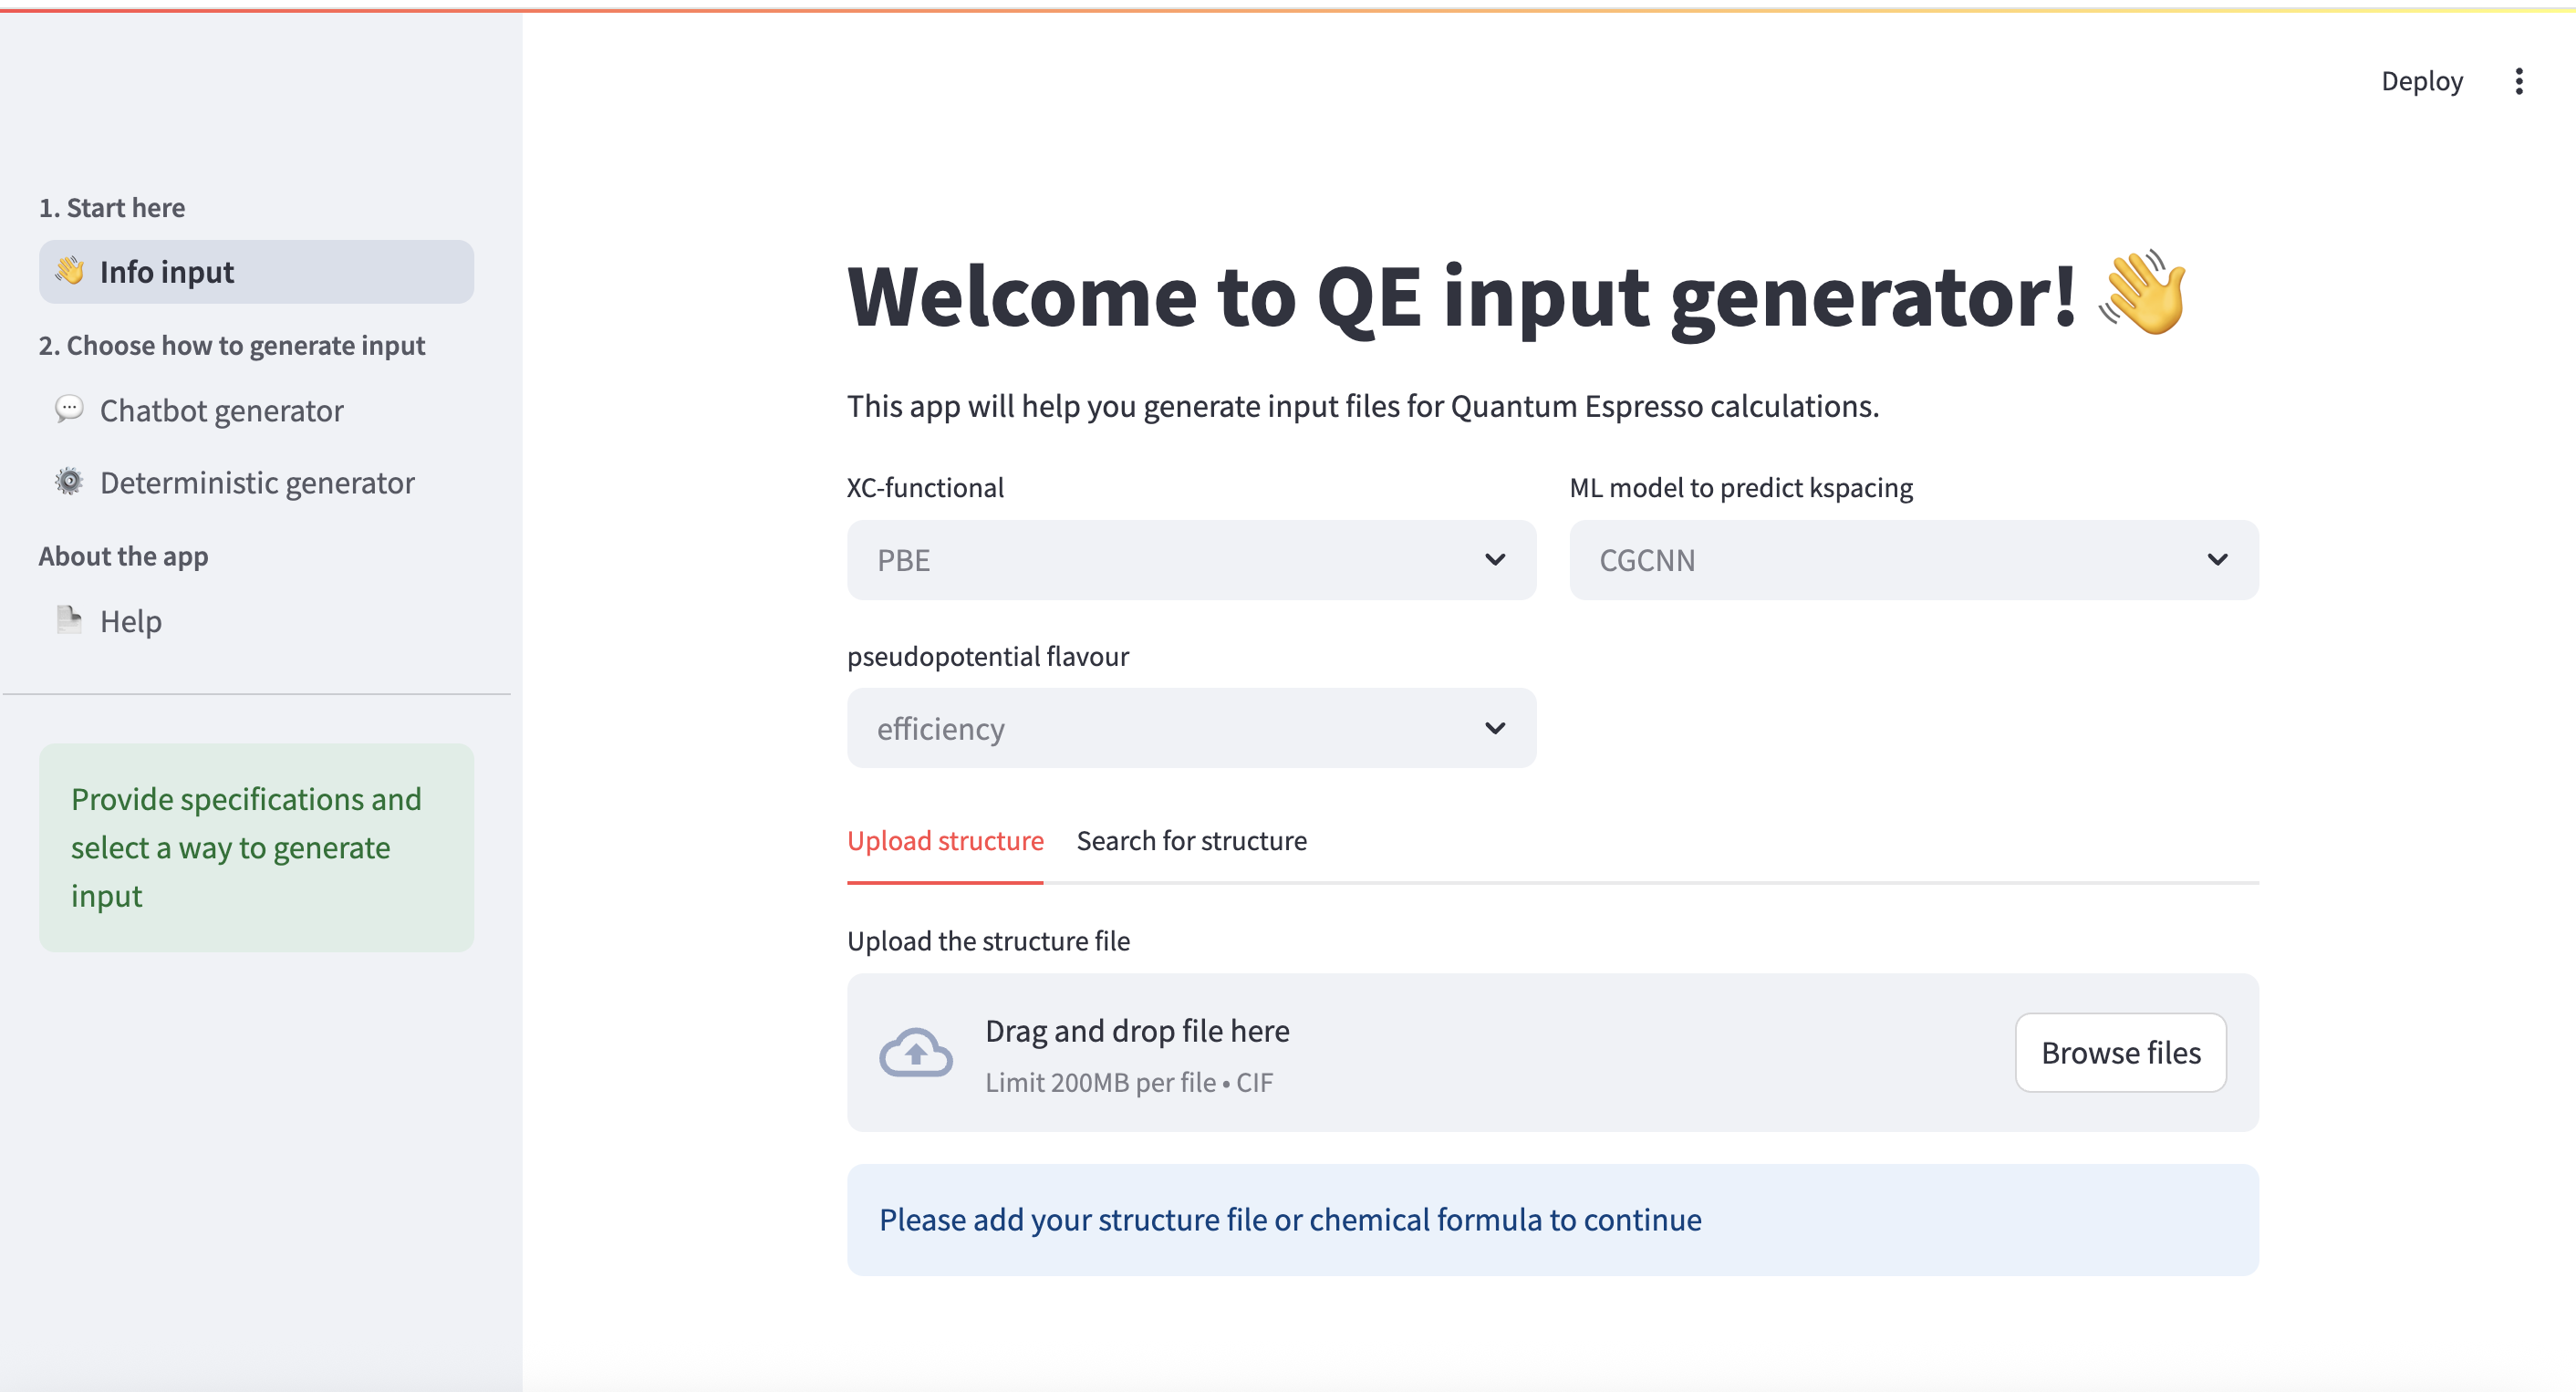 Deploy
1. Start here
Info input
2. Choose how to generate input
Chatbot generator
Deterministic generator
About the app
Help
Provide specifications and
select a way to generate
input
Welcome to QE input generator!
This app will help you generate input files for Quantum Espresso calculations.
XC-functional
PBE
ML model to predict kspacing
CGCNN
pseudopotential flavour
efficiency
Upload structure
Search for structure
Upload the structure file
Drag and drop file here
Limit 200MB per file • CIF
Browse files
Please add your structure file or chemical formula to continue